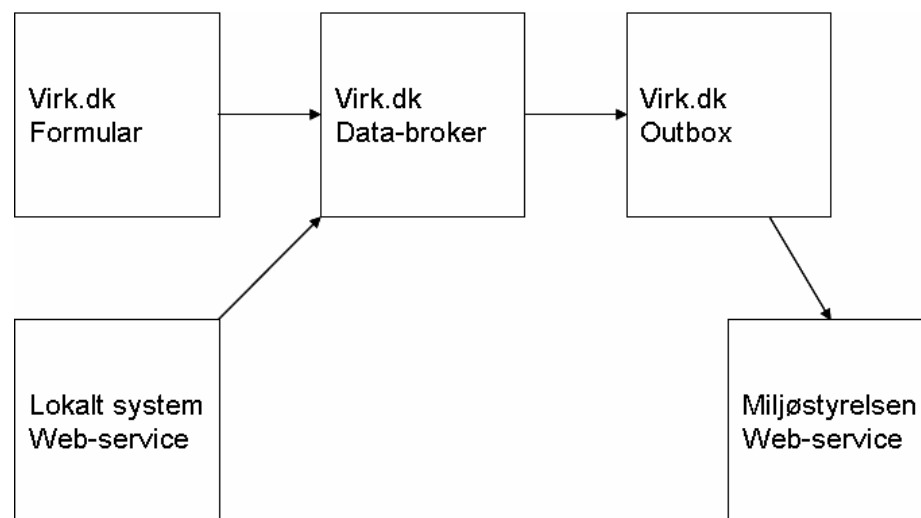 Virk.dk
Formular
Virk.dk
Data-broker
Virk.dk
Outbox
Lokalt system
Web-service
Miljøstyrelsen
Web-service